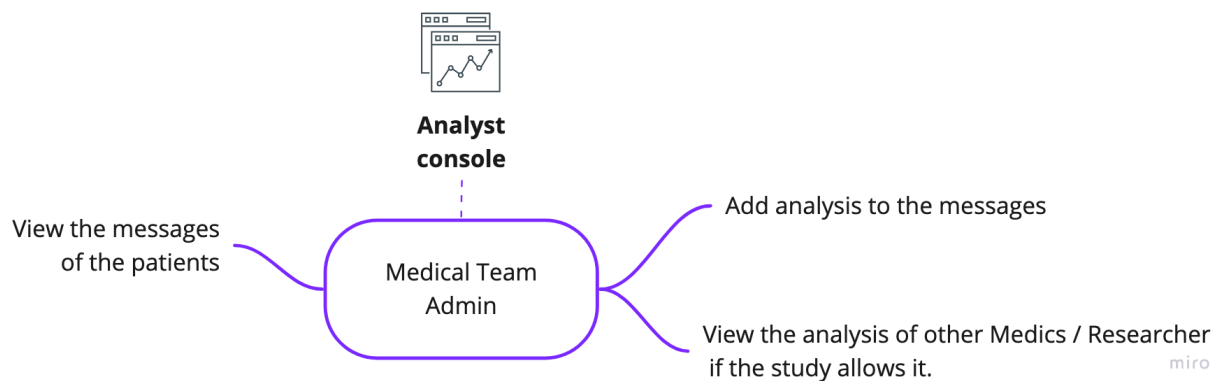 Analyst
console
View the messages
of the patients
Medical Team
Admin
Add analysis to the messages
View the analysis of other Medics / Researcher
if the study allows it.
miro